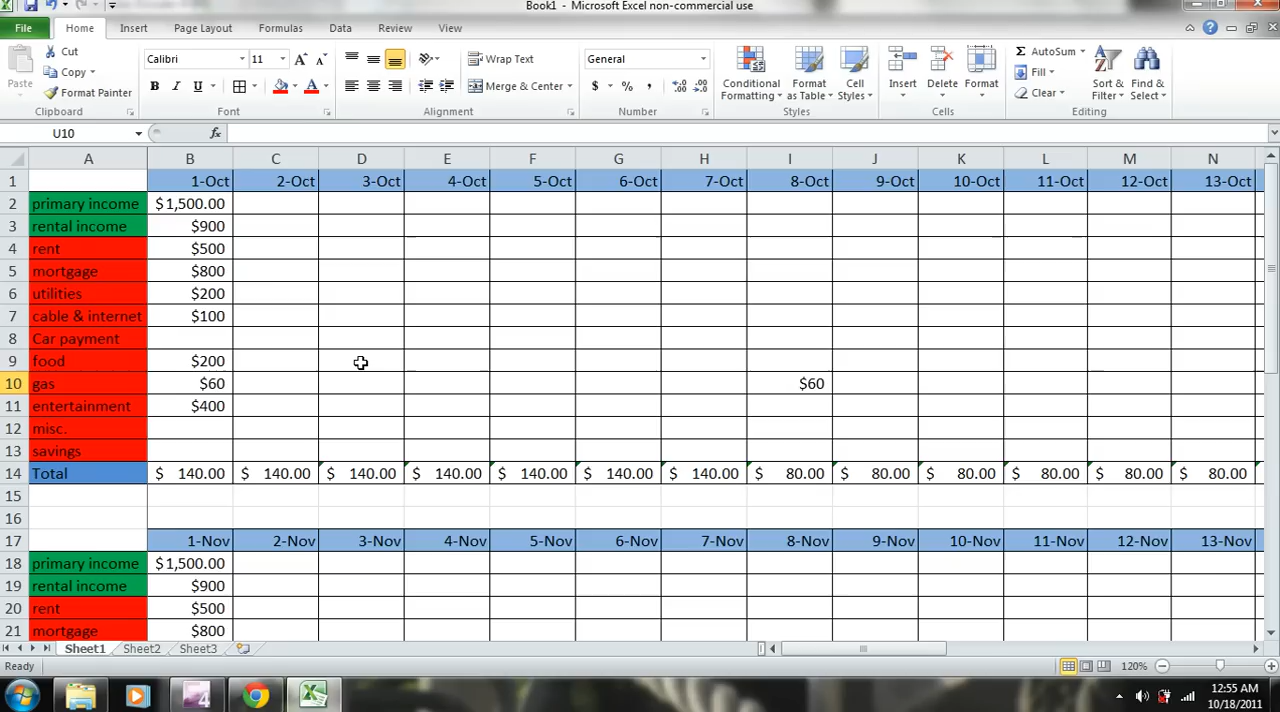 Book1 - Microsoft Excel non-commercial use
File Home Insert Page Layout Formulas Data Review View
Paste
Cut
Copy
Format Painter
Clipboard
Calibri 11
B I U
Font
Wrap Text
Merge & Center
Alignment
General
$ % ,
Number
Conditional Formatting
Format as Table
Cell Styles
Styles
Insert
Delete
Format
Cells
AutoSum
Fill
Clear
Sort & Filter
Find & Select
Editing
U10 fx
A B C D E F G H I J K L M N
1 1-Oct 2-Oct 3-Oct 4-Oct 5-Oct 6-Oct 7-Oct 8-Oct 9-Oct 10-Oct 11-Oct 12-Oct 13-Oct
2 primary income $1,500.00
3 rental income $900
4 rent $500
5 mortgage $800
6 utilities $200
7 cable & internet $100
8 Car payment
9 food $200
10 gas $60 $60
11 entertainment $400
12 misc.
13 savings
14 Total $ 140.00 $ 140.00 $ 140.00 $ 140.00 $ 140.00 $ 140.00 $ 140.00 $ 80.00 $ 80.00 $ 80.00 $ 80.00 $ 80.00 $ 80.00
15
16
17 1-Nov 2-Nov 3-Nov 4-Nov 5-Nov 6-Nov 7-Nov 8-Nov 9-Nov 10-Nov 11-Nov 12-Nov 13-Nov
18 primary income $1,500.00
19 rental income $900
20 rent $500
21 mortgage $800
Sheet1 Sheet2 Sheet3
Ready 120%
12:55 AM
10/18/2011